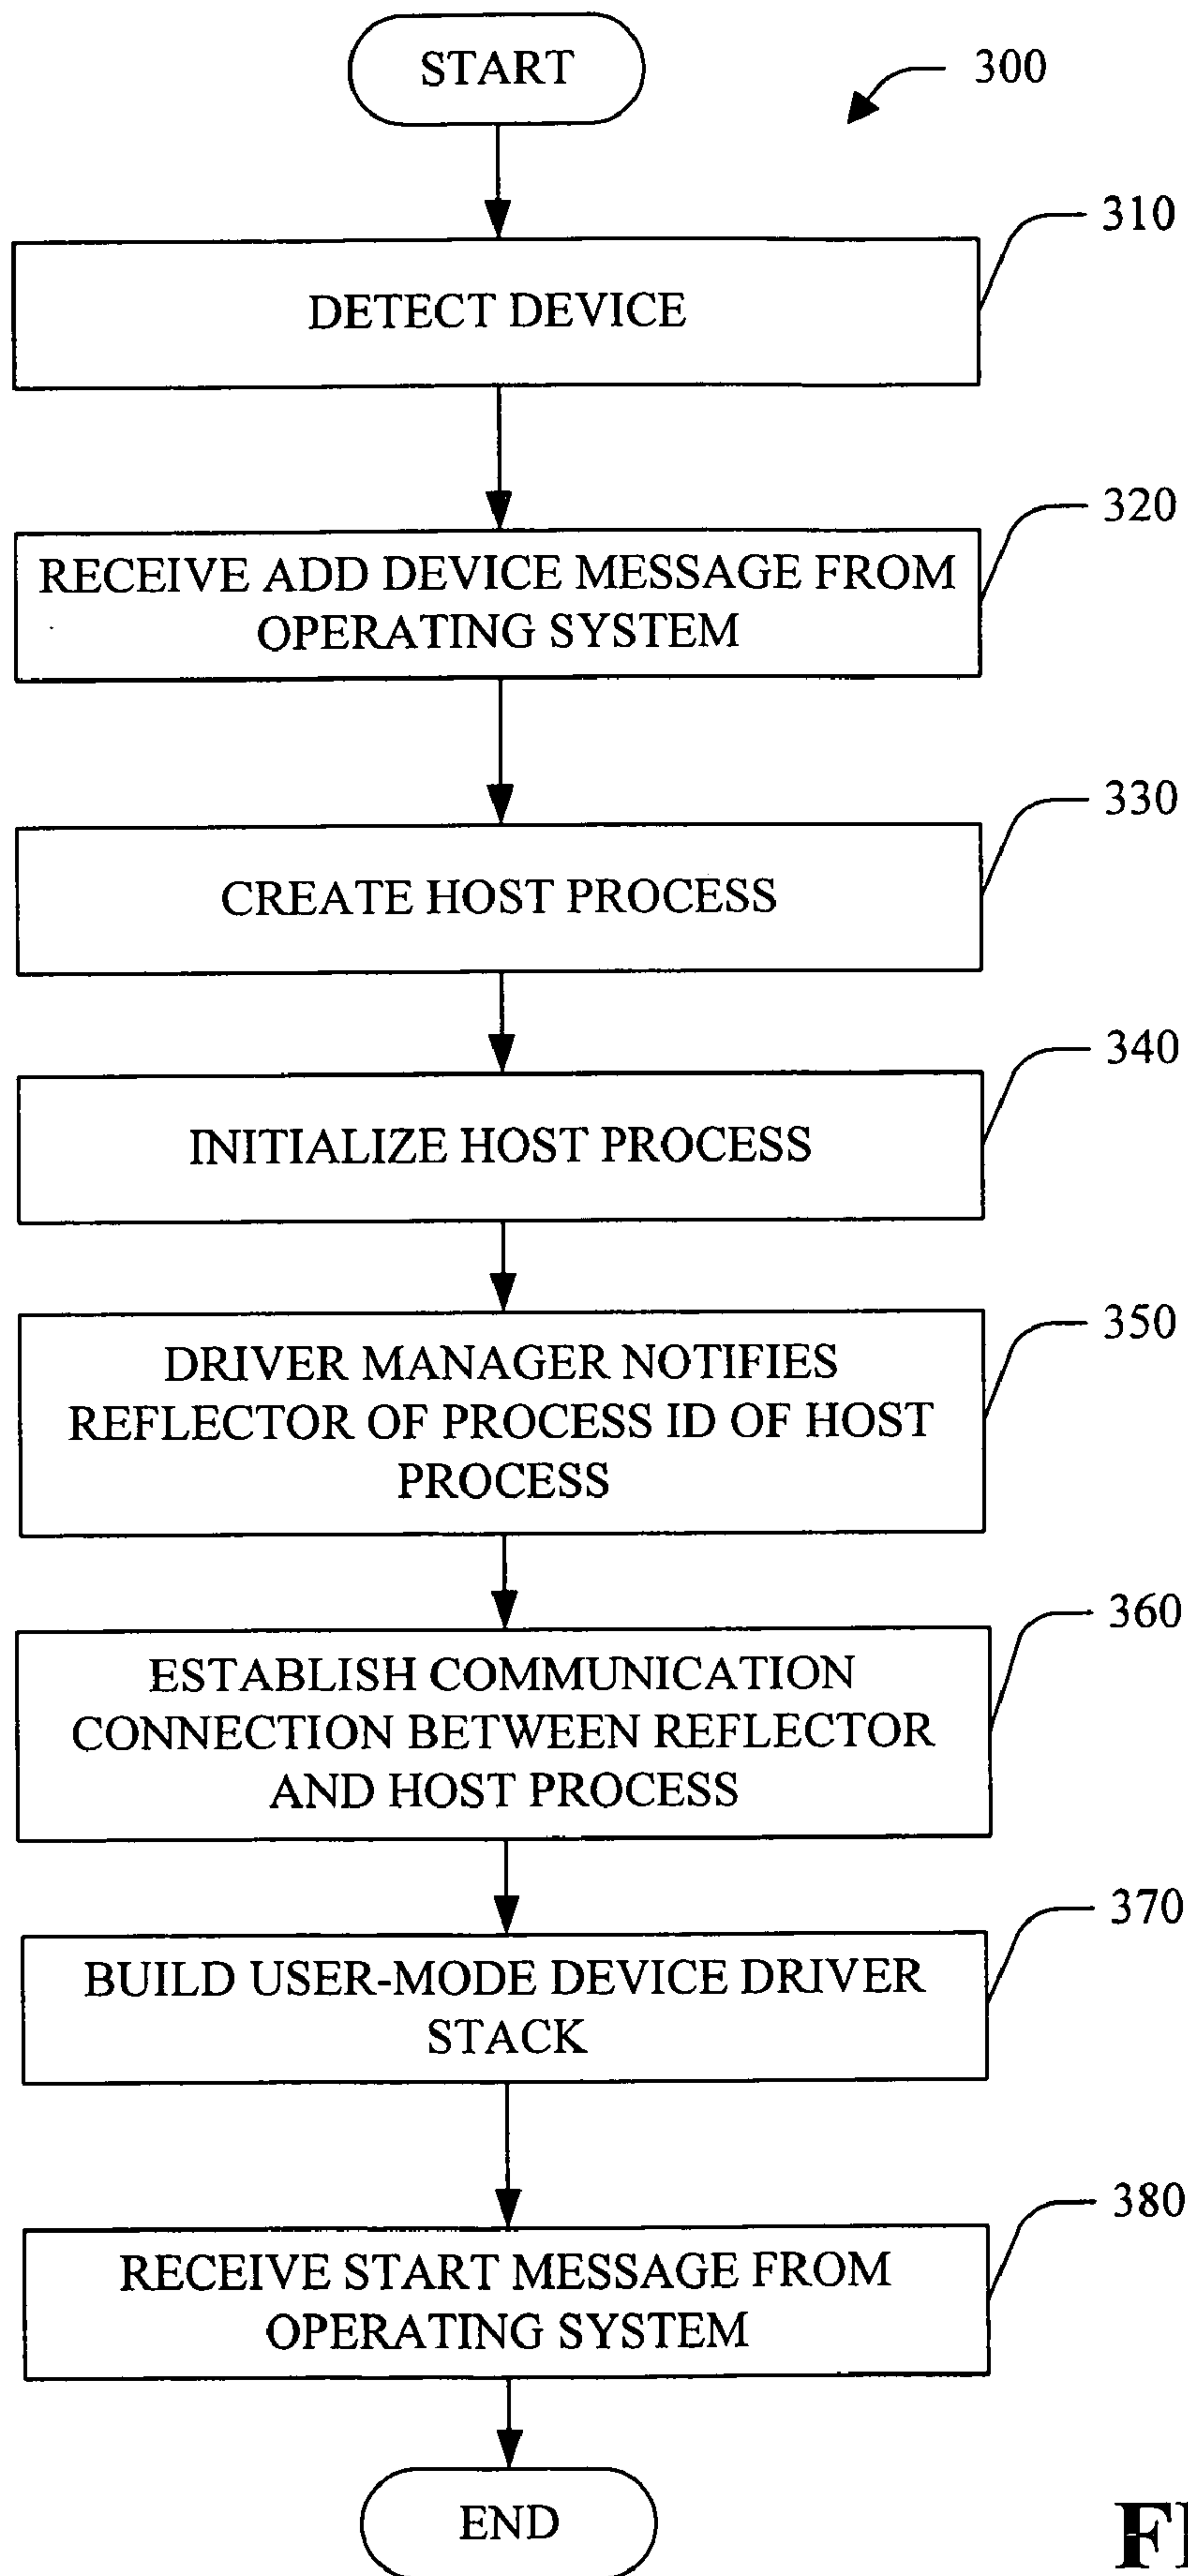 START
300
310
DETECT DEVICE
320
RECEIVE ADD DEVICE MESSAGE FROM
OPERATING SYSTEM
330
CREATE HOST PROCESS
340
INITIALIZE HOST PROCESS
350
DRIVER MANAGER NOTIFIES
REFLECTOR OF PROCESS ID OF HOST
PROCESS
360
ESTABLISH COMMUNICATION
CONNECTION BETWEEN REFLECTOR
AND HOST PROCESS
370
BUILD USER-MODE DEVICE DRIVER
STACK
380
RECEIVE START MESSAGE FROM
OPERATING SYSTEM
END